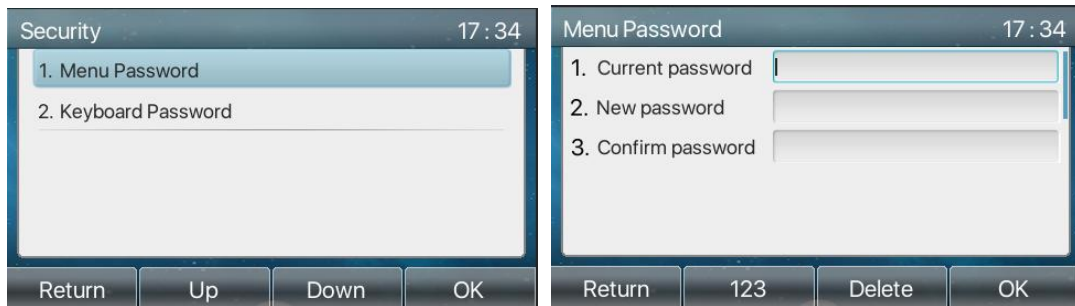 Security 17:34
1. Menu Password
2. Keyboard Password
Return Up Down OK
Menu Password 17:34
1. Current password
2. New password
3. Confirm password
Return 123 Delete OK